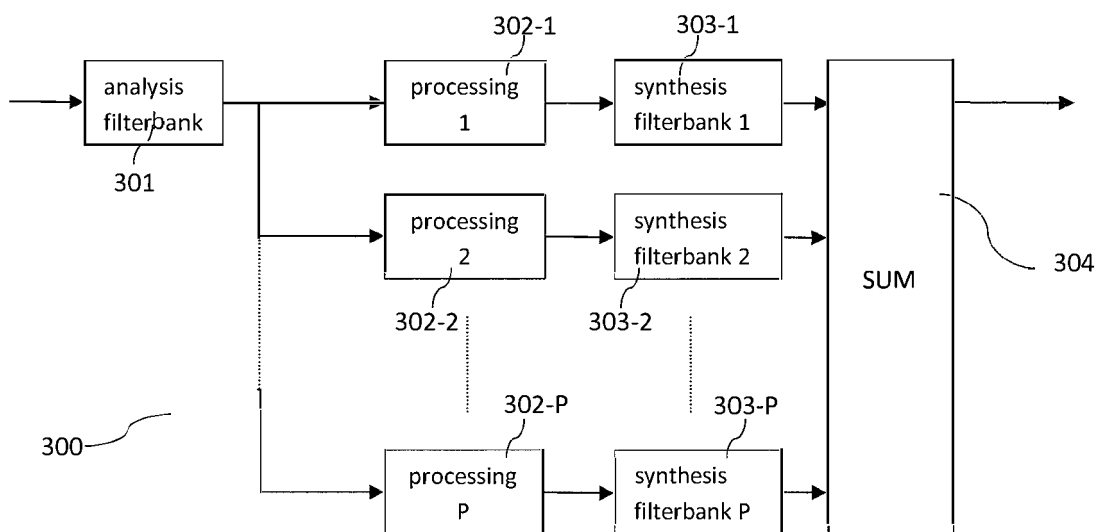 302-1
303-1
analysis
filterbank
301
processing
1
synthesis
filterbank 1
processing
2
302-2
synthesis
filterbank 2
303-2
SUM
304
300
302-P
303-P
processing
P
synthesis
filterbank P